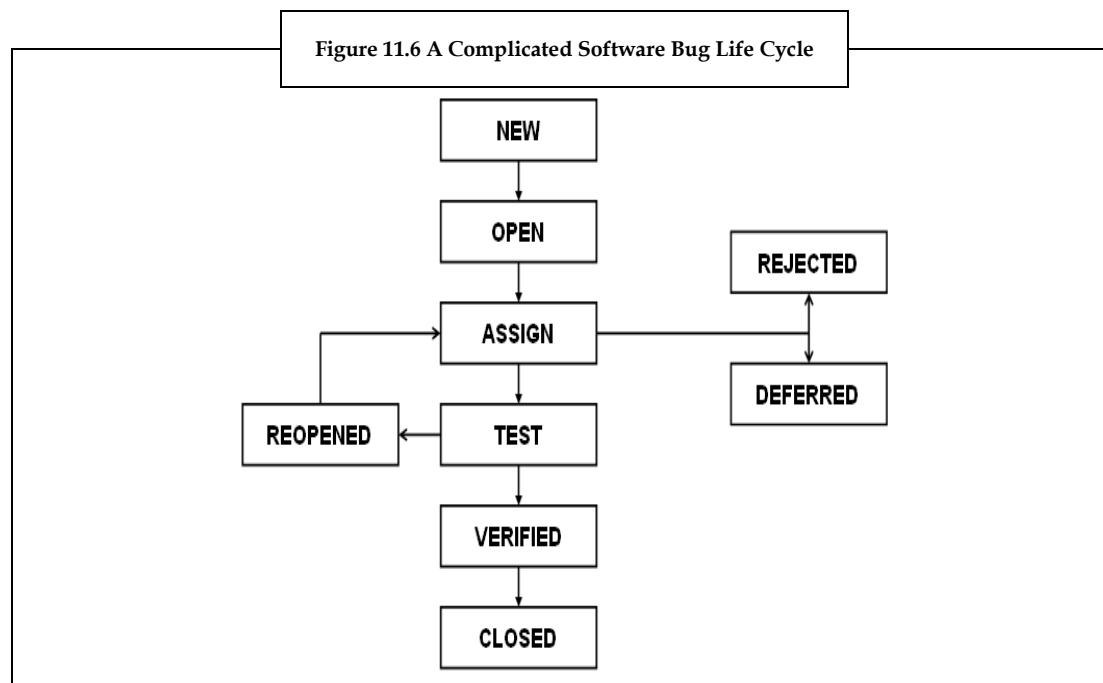 Figure 11.6 A Complicated Software Bug Life Cycle
NEW
OPEN
REJECTED
ASSIGN
DEFERRED
REOPENED
TEST
VERIFIED
CLOSED